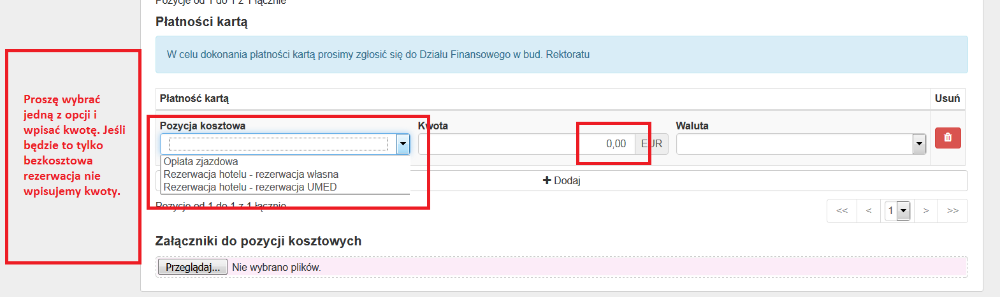 Pozycje od 1 do 1 z 1 łącznie
Płatności kartą
W celu dokonania płatności kartą prosimy zgłosić się do Działu Finansowego w bud. Rektoratu
Proszę wybrać
jedną z opcji i
wpisać kwotę. Jeśli
będzie to tylko
bezkosztowa
rezerwacja nie
wpisujemy kwoty.
Płatność kartą
Usuń
Pozycja kosztowa
Kwota
Waluta
0,00 EUR
Opłata zjazdowa
Rezerwacja hotelu - rezerwacja własna
Rezerwacja hotelu - rezerwacja UMED
+ Dodaj
Pozycje od 1 do 1 z 1 łącznie
<< < 1 > >>
Załączniki do pozycji kosztowych
Przeglądaj... Nie wybrano plików.